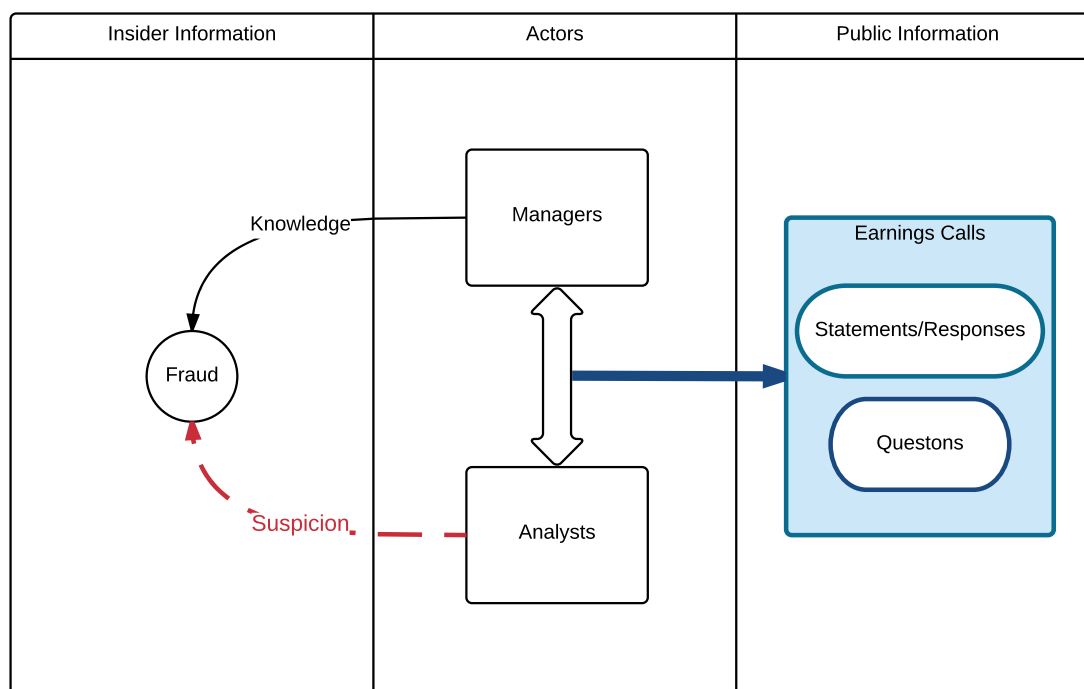 Insider Information
Actors
Public Information
Managers
Knowledge
Earnings Calls
Statements/Responses
Fraud
Questons
Suspicion
Analysts